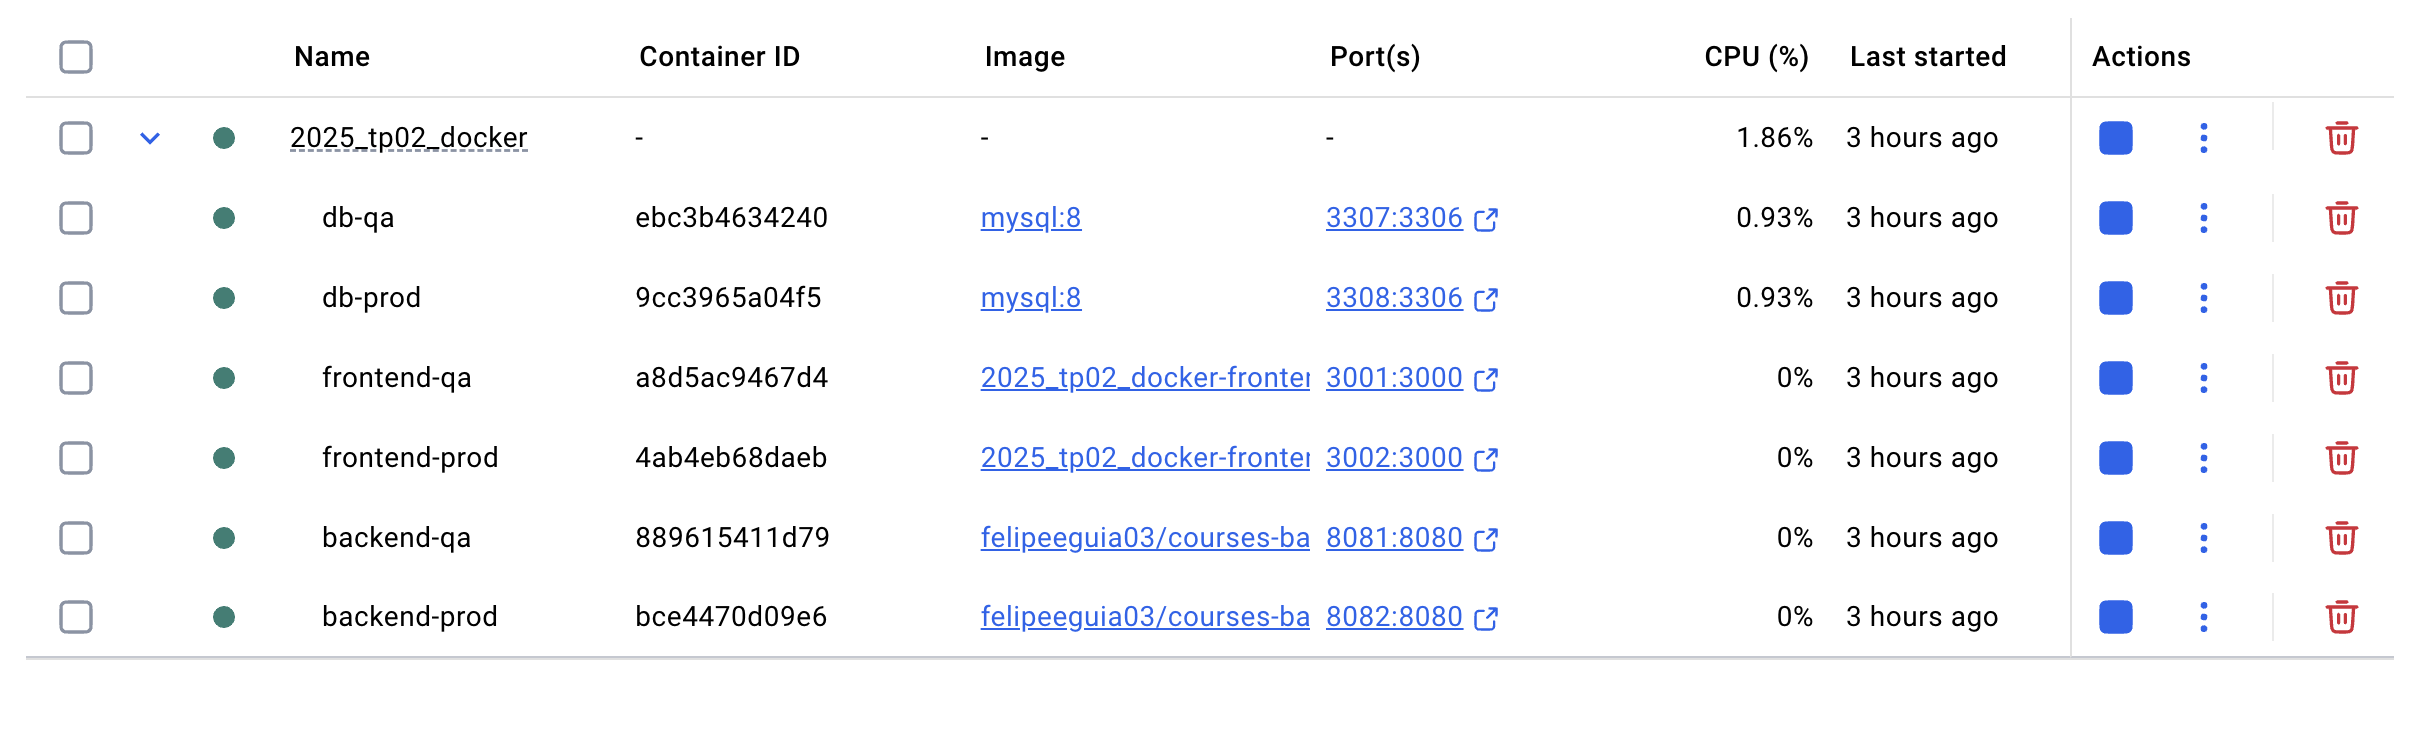 Name Container ID Image Port(s) CPU (%) Last started Actions
2025_tp02_docker - - - 1.86% 3 hours ago
db-qa ebc3b4634240 mysql:8 3307:3306 0.93% 3 hours ago
db-prod 9cc3965a04f5 mysql:8 3308:3306 0.93% 3 hours ago
frontend-qa a8d5ac9467d4 2025_tp02_docker-fronter 3001:3000 0% 3 hours ago
frontend-prod 4ab4eb68daeb 2025_tp02_docker-fronter 3002:3000 0% 3 hours ago
backend-qa 889615411d79 felipeeguia03/courses-ba 8081:8080 0% 3 hours ago
backend-prod bce4470d09e6 felipeeguia03/courses-ba 8082:8080 0% 3 hours ago